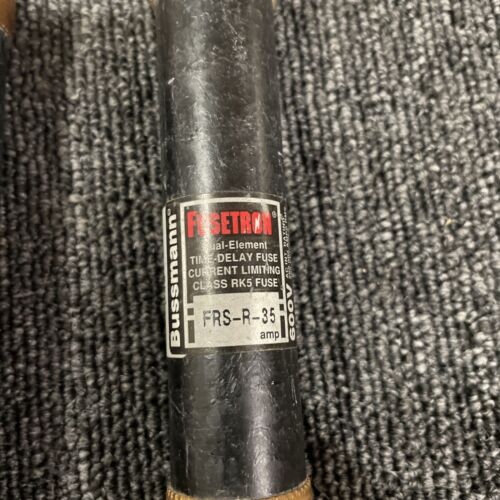 Bussmann®
FUSETRON®
Dual-Element
TIME-DELAY FUSE
CURRENT LIMITING
CLASS RK5 FUSE
FRS-R-35
amp
600V